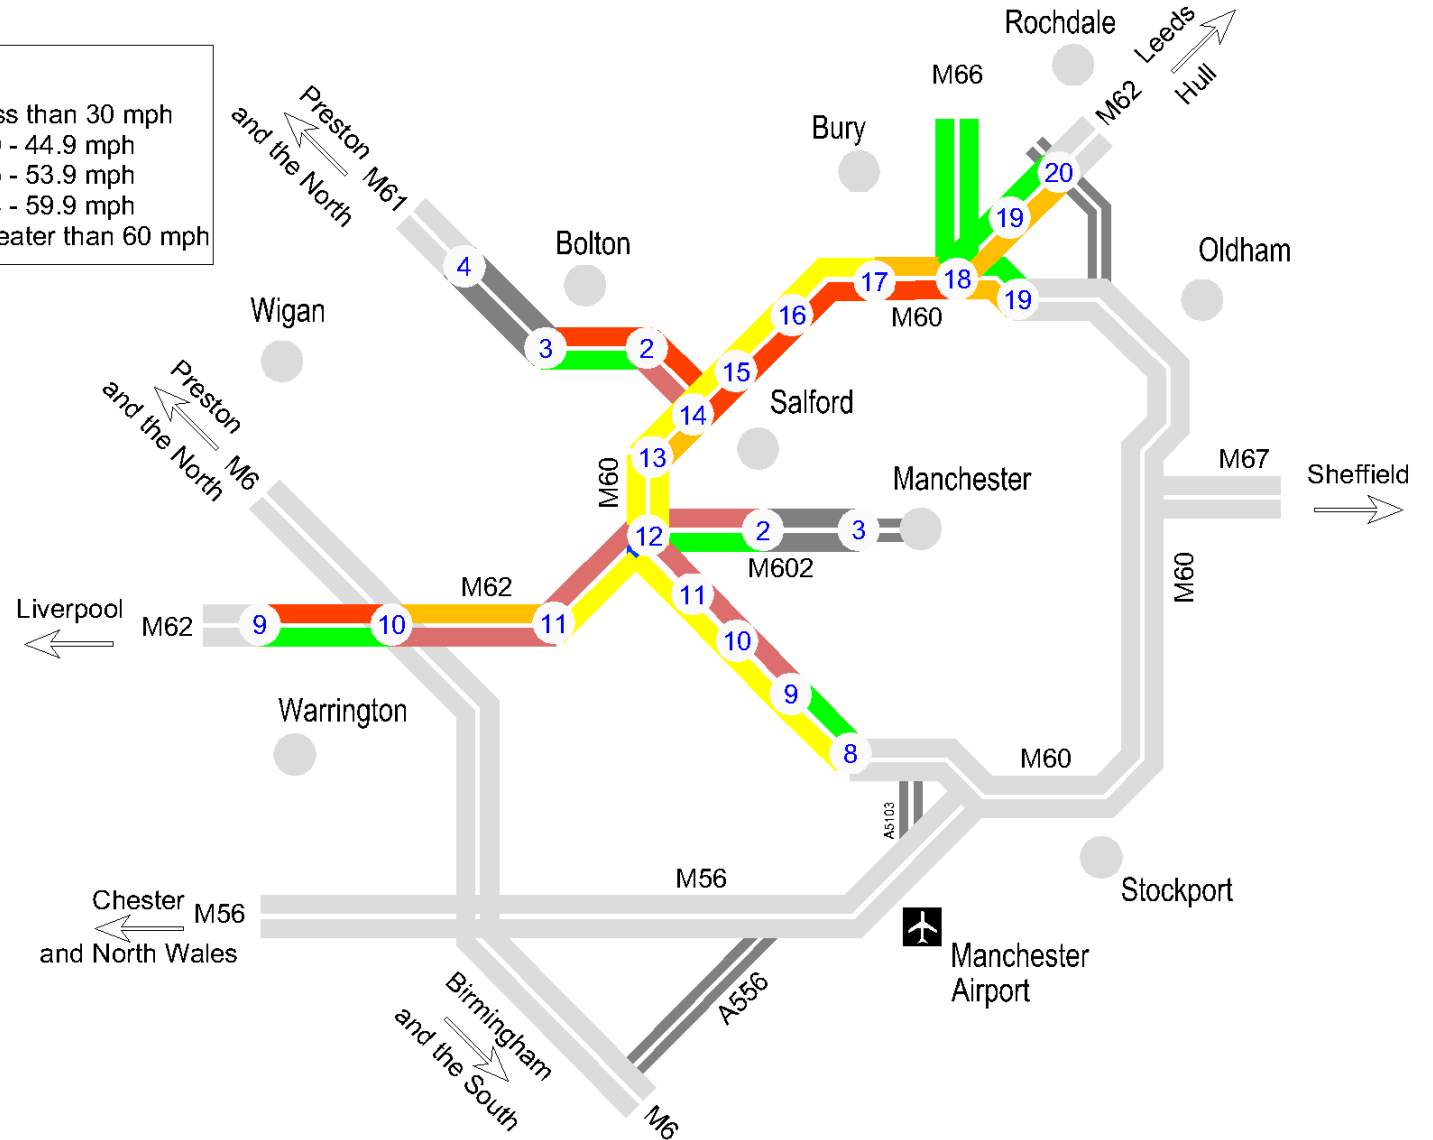 Rochdale
Leeds
Hull
M62
M66
Bury
than 30 mph
- 44.9 mph
- 53.9 mph
- 59.9 mph
than 60 mph
Preston
and the North
M61
20
19
Oldham
Bolton
4
Wigan
17
18
19
16
M60
3
2
15
Salford
14
Preston
and the North
M6
13
M60
Manchester
M67
Sheffield
12
2
3
M602
M60
11
M62
Liverpool
M62
9
10
11
10
9
Warrington
8
M60
A5103
Stockport
M56
Chester
M56
and North Wales
Manchester
Airport
A556
Birmingham
and the South
M6